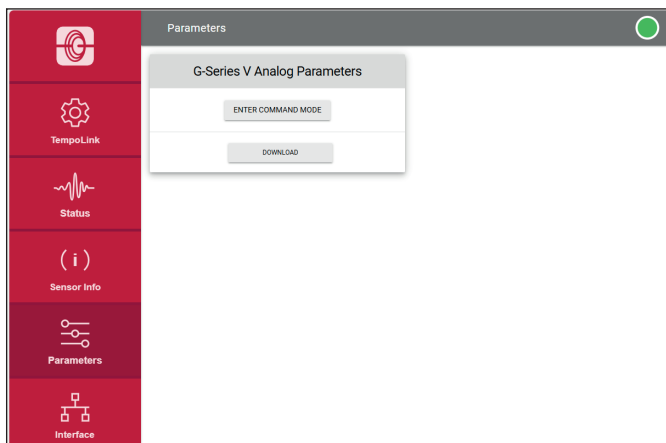 Parameters
G-Series V Analog Parameters
ENTER COMMAND MODE
DOWNLOAD
TempoLink
Status
(i)
Sensor Info
Parameters
Interface